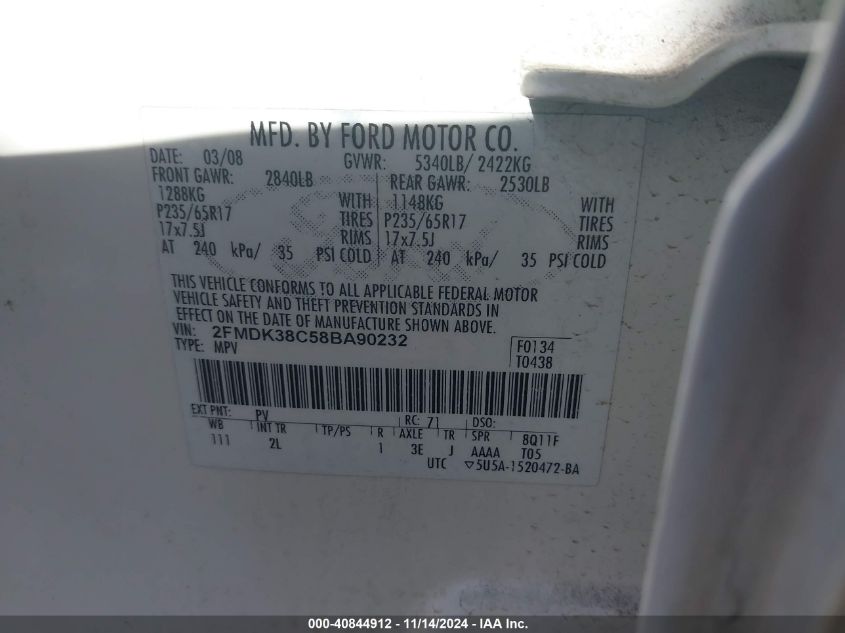 MFD. BY FORD MOTOR CO.
DATE: 03/08 GVWR: 5340LB/ 2422KG
FRONT GAWR: 2840LB REAR GAWR: 2530LB
1288KG WITH 1148KG WITH
P235/65R17 TIRES P235/65R17 TIRES
17x7.5J RIMS 17x7.5J RIMS
AT 240 kPa/ 35 PSI COLD AT 240 kPa/ 35 PSI COLD
THIS VEHICLE CONFORMS TO ALL APPLICABLE FEDERAL MOTOR
VEHICLE SAFETY AND THEFT PREVENTION STANDARDS IN
EFFECT ON THE DATE OF MANUFACTURE SHOWN ABOVE.
VIN: 2FMDK38C58BA90232
TYPE: MPV
F0134
T0438
EXT PNT: PV RC: 71 DSO:
WB INT TR TP/PS R AXLE TR SPR 8Q11F
111 2L 1 3E J AAAA T05
UTC ▽5U5A-1520472-BA
000-40844912 - 11/14/2024 - IAA Inc.